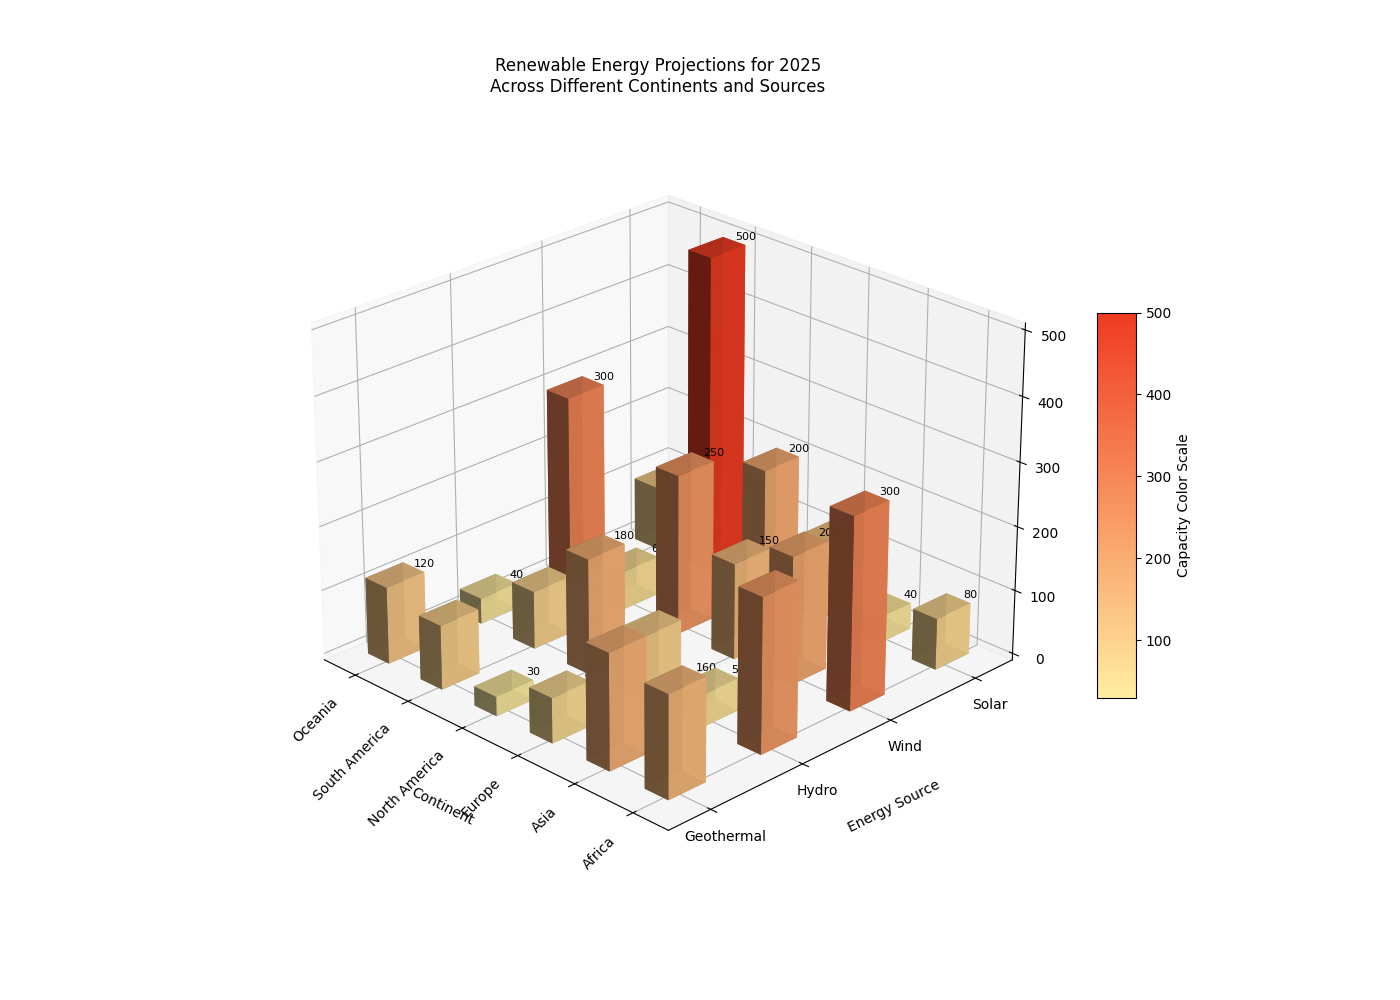 Renewable Energy Projections for 2025
Across Different Continents and Sources
500
300
250
200
300
180
150
120
40
40
80
30
160
Oceania
South America
North America
Europe
Asia
Africa
Continent
Geothermal
Hydro
Wind
Solar
Energy Source
500
400
300
200
100
0
500
400
300
200
100
Capacity Color Scale